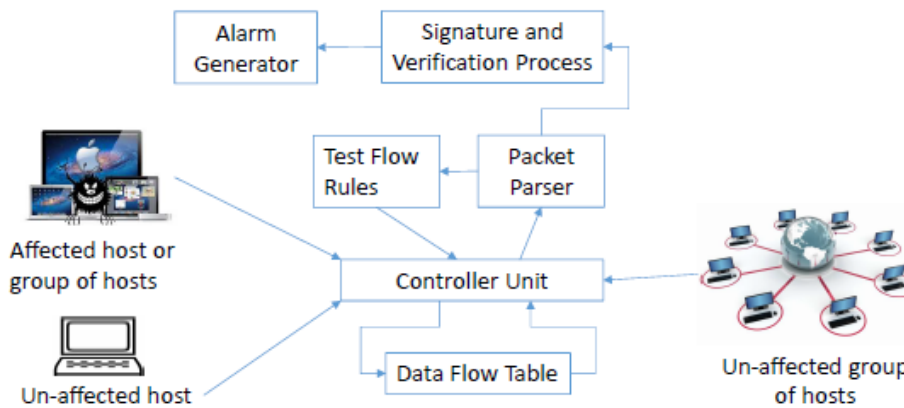 Alarm
Generator
Signature and
Verification Process
Test Flow
Rules
Packet
Parser
Affected host or
group of hosts
Controller Unit
Un-affected host
Data Flow Table
Un-affected group
of hosts